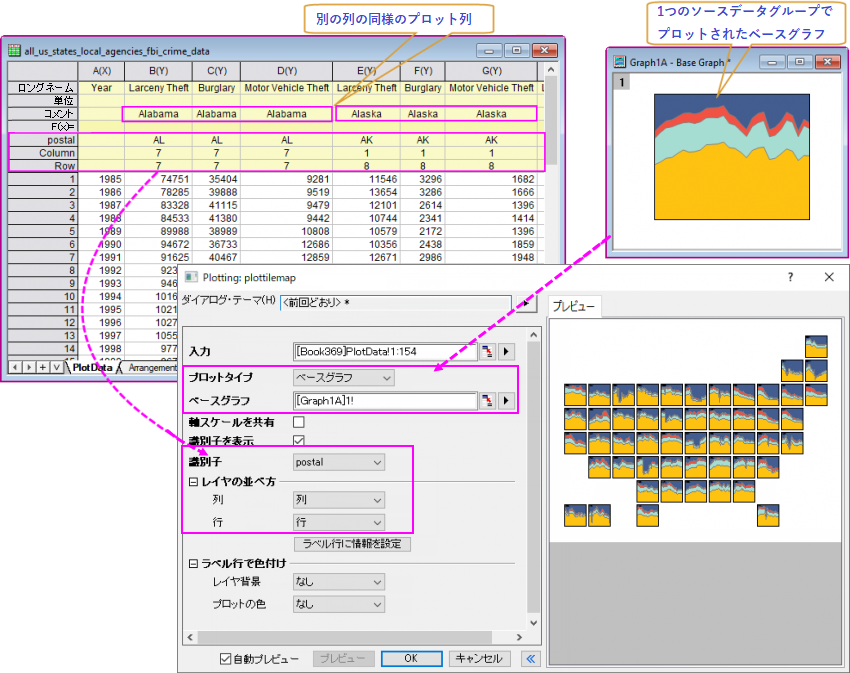 別の列の同様のプロット列
1つのソースデータグループで
プロットされたベースグラフ
all_us_states_local_agencies_fbi_crime_data
A(X) B(Y) C(Y) D(Y) E(Y) F(Y) G(Y)
ロングネーム Year Larceny Theft Burglary Motor Vehicle Theft Larceny Theft Burglary Motor Vehicle Theft
単位
コメント Alabama Alabama Alabama Alaska Alaska Alaska
F(x)=
postal AL AL AL AK AK AK
Column 7 7 7 1 1 1
Row 7 7 7 8 8 8
1 1985 74751 35404 9281 11546 3296 1682
2 1986 78285 39888 9519 13654 3286 1666
3 1987 83328 41115 9479 12101 2614 1396
4 1988 84533 41380 9442 10744 2341 1414
5 1989 89988 38989 10808 10579 2172 1396
6 1990 94672 36733 12686 10356 2438 1859
7 1991 91625 40467 12859 12671 2986 1948
8 1992 923
9 1993 946
10 1994 1016
11 1995 1021
12 1996 1027
13 1997 1055
14 1998 977
PlotData Arrangement
Graph1A - Base Graph *
1
Plotting: plottilemap
ダイアログ・テーマ(H) <前回どおり> *
入力 [Book369]PlotData!1:154
プロットタイプ ベースグラフ
ベースグラフ [Graph1A]1!
軸スケールを共有
識別子を表示
識別子 postal
レイヤの並べ方
列 列
行 行
ラベル行に情報を設定
ラベル行で色付け
レイヤ背景 なし
プロットの色 なし
自動プレビュー プレビュー OK キャンセル
プレビュー